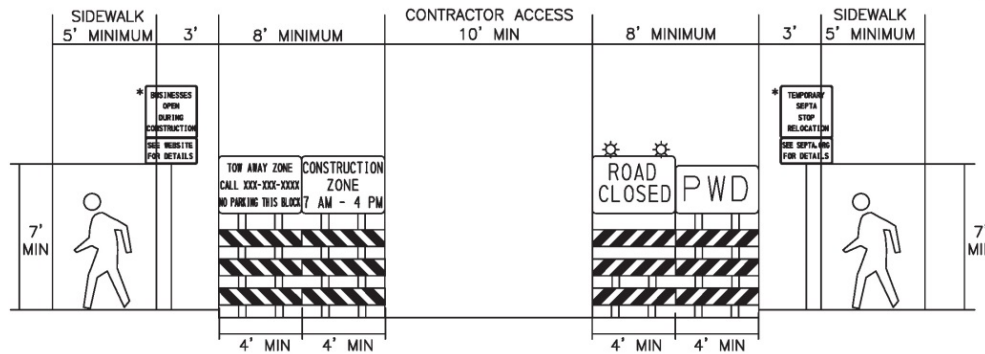 SIDEWALK
5' MINIMUM
3'
8' MINIMUM
CONTRACTOR ACCESS
10' MIN
8' MINIMUM
3'
SIDEWALK
5' MINIMUM
*
BUSINESSES
OPEN
DURING
CONSTRUCTION
SEE WEBSITE
FOR DETAILS
*
TEMPORARY
SEPTA
STOP
RELOCATION
SEE SEPTA.ORG
FOR DETAILS
TOW AWAY ZONE
CALL XXX-XXX-XXXX
NO PARKING THIS BLOCK
CONSTRUCTION
ZONE
7 AM - 4 PM
ROAD
CLOSED
PWD
7'
MIN
7'
MIN
4' MIN
4' MIN
4' MIN
4' MIN